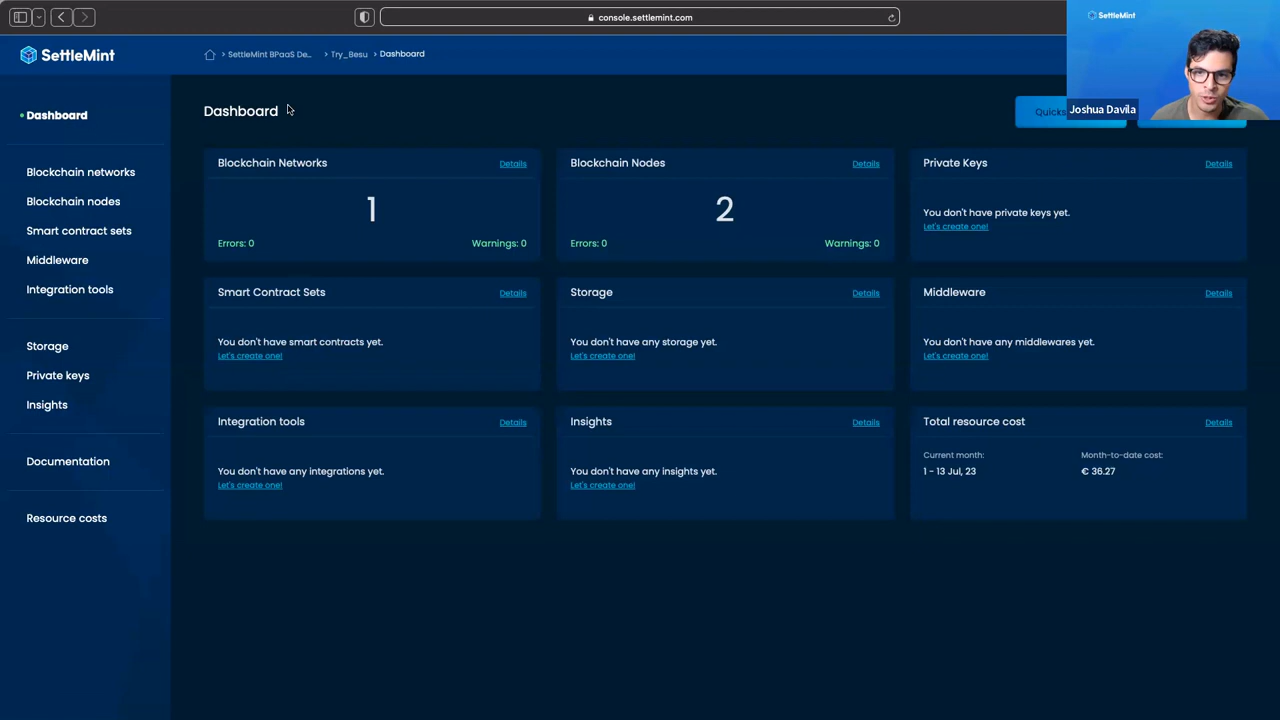 console.settlemint.com
SettleMint
SettleMint
SettleMint BPaaS De... > Try_Besu > Dashboard
Joshua Davila
Dashboard
Quicks
Dashboard
Blockchain networks
Blockchain nodes
Smart contract sets
Middleware
Integration tools
Storage
Private keys
Insights
Documentation
Resource costs
Blockchain Networks
Details
1
Errors: 0
Warnings: 0
Blockchain Nodes
Details
2
Errors: 0
Warnings: 0
Private Keys
Details
You don't have private keys yet.
Let's create one!
Smart Contract Sets
Details
You don't have smart contracts yet.
Let's create one!
Storage
Details
You don't have any storage yet.
Let's create one!
Middleware
Details
You don't have any middlewares yet.
Let's create one!
Integration tools
Details
You don't have any integrations yet.
Let's create one!
Insights
Details
You don't have any insights yet.
Let's create one!
Total resource cost
Details
Current month:
1 - 13 Jul, 23
Month-to-date cost:
€ 36.27